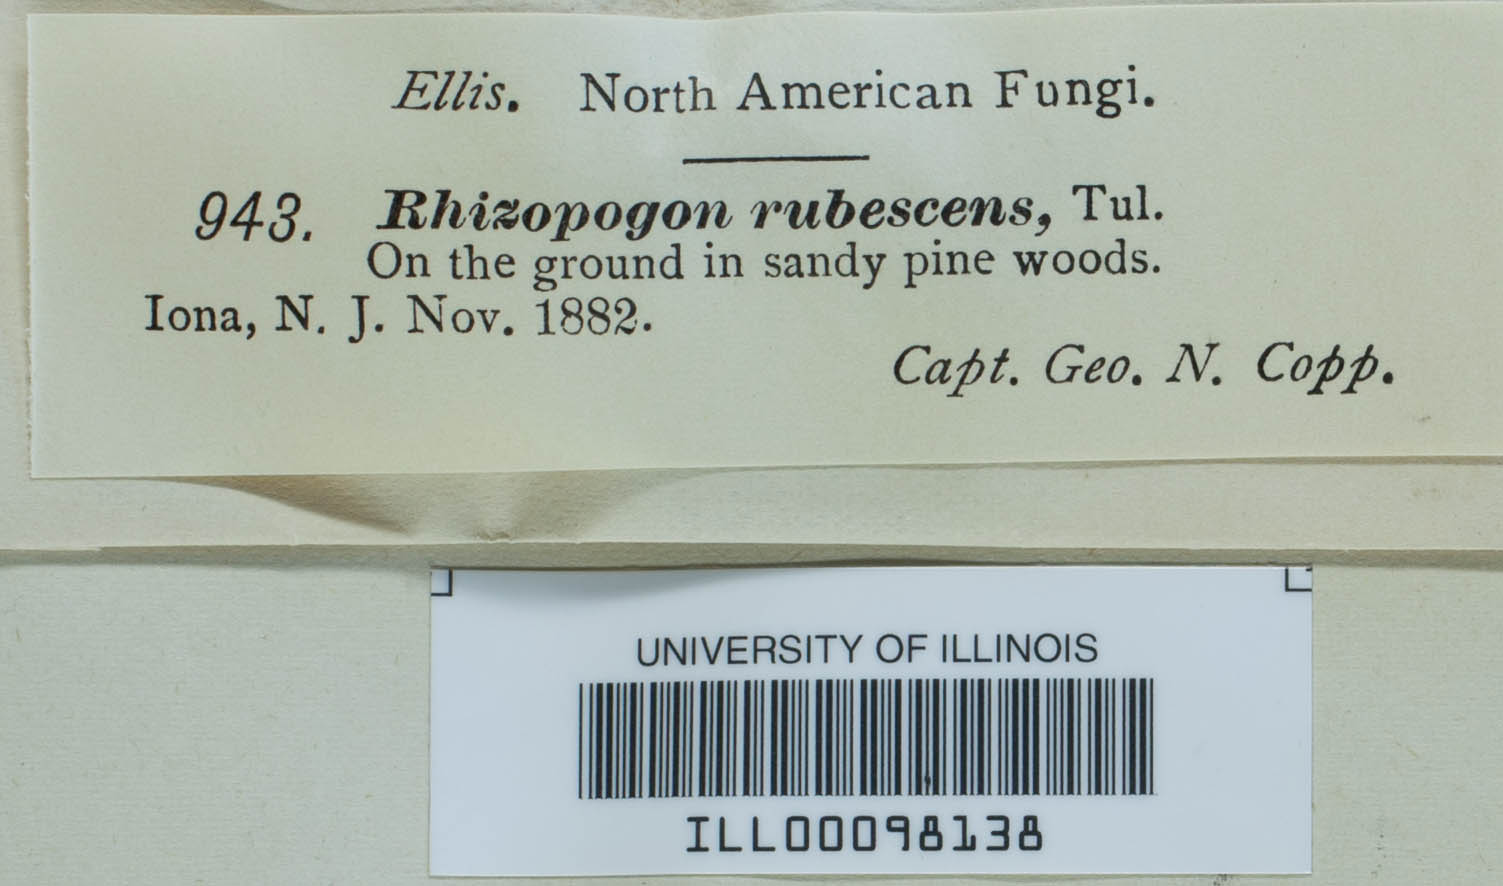 Ellis. North American Fungi.
943. Rhizopogon rubescens, Tul.
On the ground in sandy pine woods.
Iona, N. J. Nov. 1882.
Capt. Geo. N. Copp.
UNIVERSITY OF ILLINOIS
ILL00098138